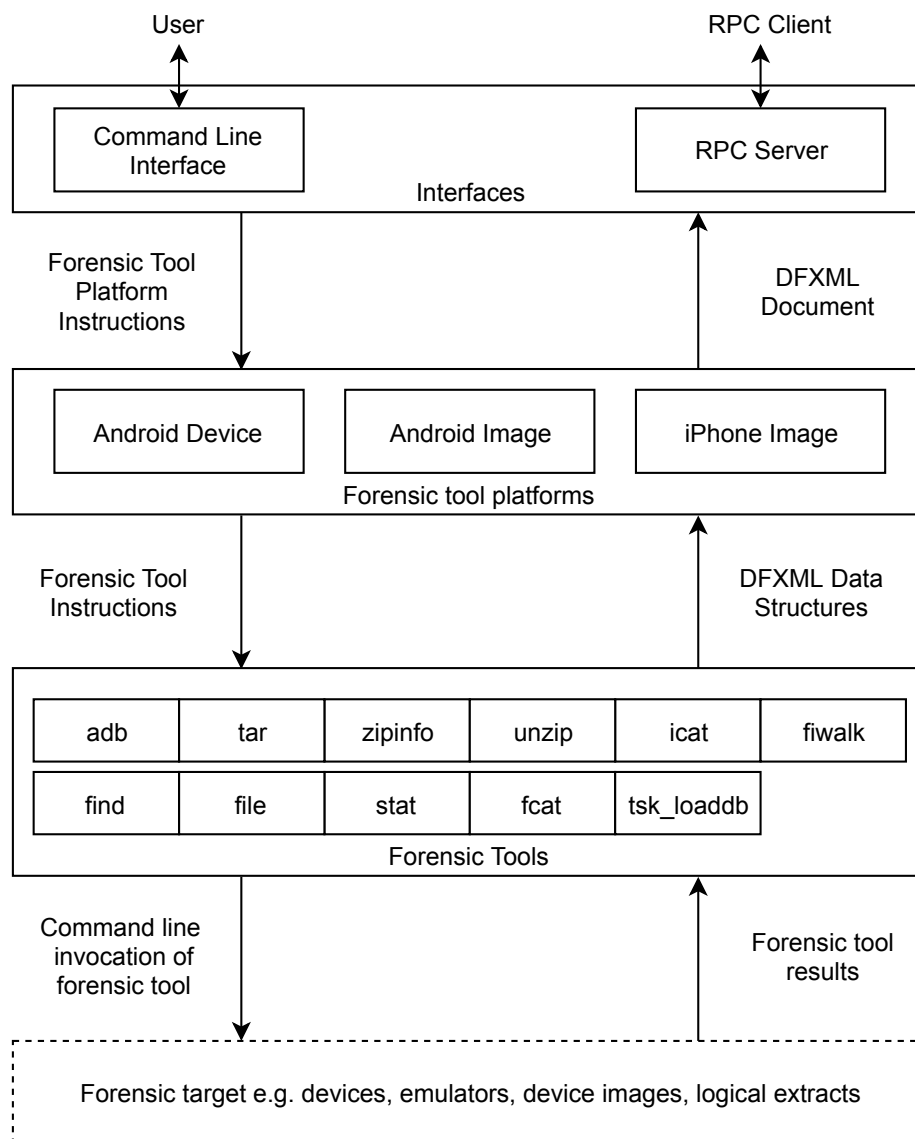 User
RPC Client
Command Line
Interface
RPC Server
Interfaces
Forensic Tool
Platform
Instructions
DFXML
Document
Android Device
Android Image
iPhone Image
Forensic tool platforms
Forensic Tool
Instructions
DFXML Data
Structures
adb
tar
zipinfo
unzip
icat
fiwalk
find
file
stat
fcat
tsk_loaddb
Forensic Tools
Command line
invocation of
forensic tool
Forensic tool
results
Forensic target e.g. devices, emulators, device images, logical extracts